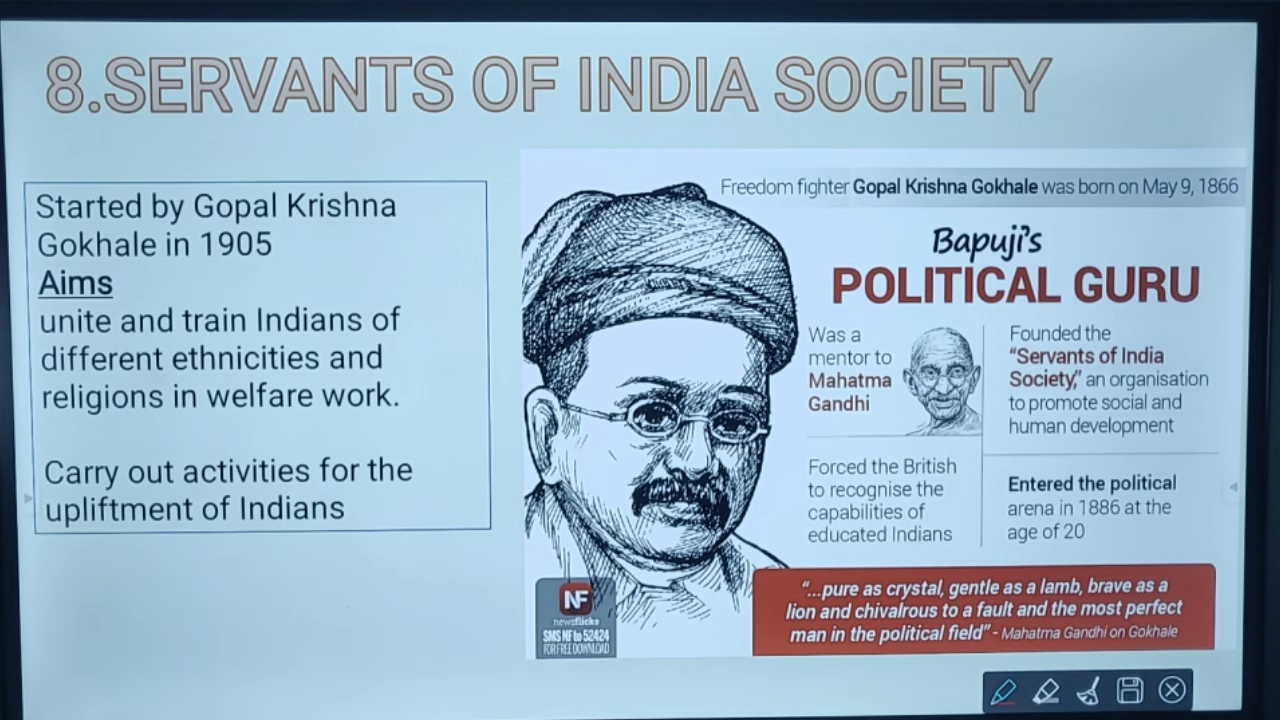 8.SERVANTS OF INDIA SOCIETY
Started by Gopal Krishna
Gokhale in 1905
Aims
unite and train Indians of
different ethnicities and
religions in welfare work.
Carry out activities for the
upliftment of Indians
Freedom fighter Gopal Krishna Gokhale was born on May 9, 1866
Bapuji's
POLITICAL GURU
Was a
mentor to
Mahatma
Gandhi
Founded the
“Servants of India
Society,” an organisation
to promote social and
human development
Forced the British
to recognise the
capabilities of
educated Indians
Entered the political
arena in 1886 at the
age of 20
“...pure as crystal, gentle as a lamb, brave as a
lion and chivalrous to a fault and the most perfect
man in the political field” - Mahatma Gandhi on Gokhale
NF
newsflicks
SMS NF to 52424
FOR FREE DOWNLOAD